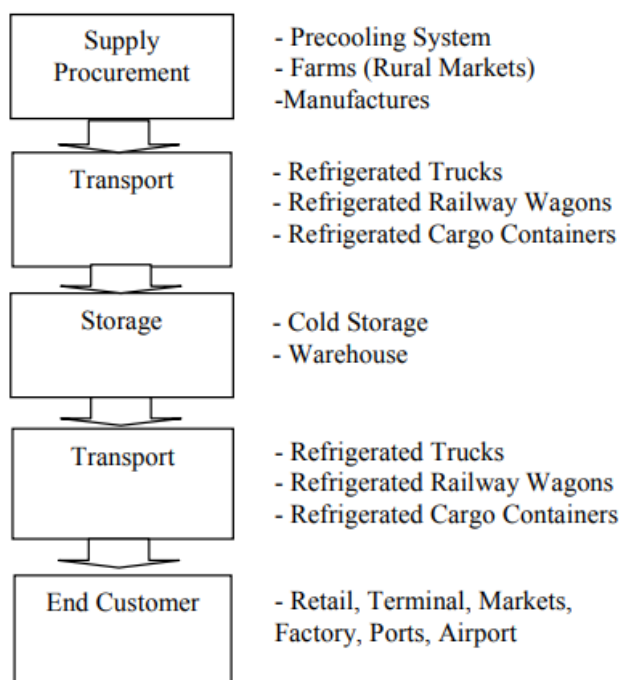 Supply
Procurement
- Precooling System
- Farms (Rural Markets)
-Manufactures
Transport
- Refrigerated Trucks
- Refrigerated Railway Wagons
- Refrigerated Cargo Containers
Storage
- Cold Storage
- Warehouse
Transport
- Refrigerated Trucks
- Refrigerated Railway Wagons
- Refrigerated Cargo Containers
End Customer
- Retail, Terminal, Markets,
Factory, Ports, Airport